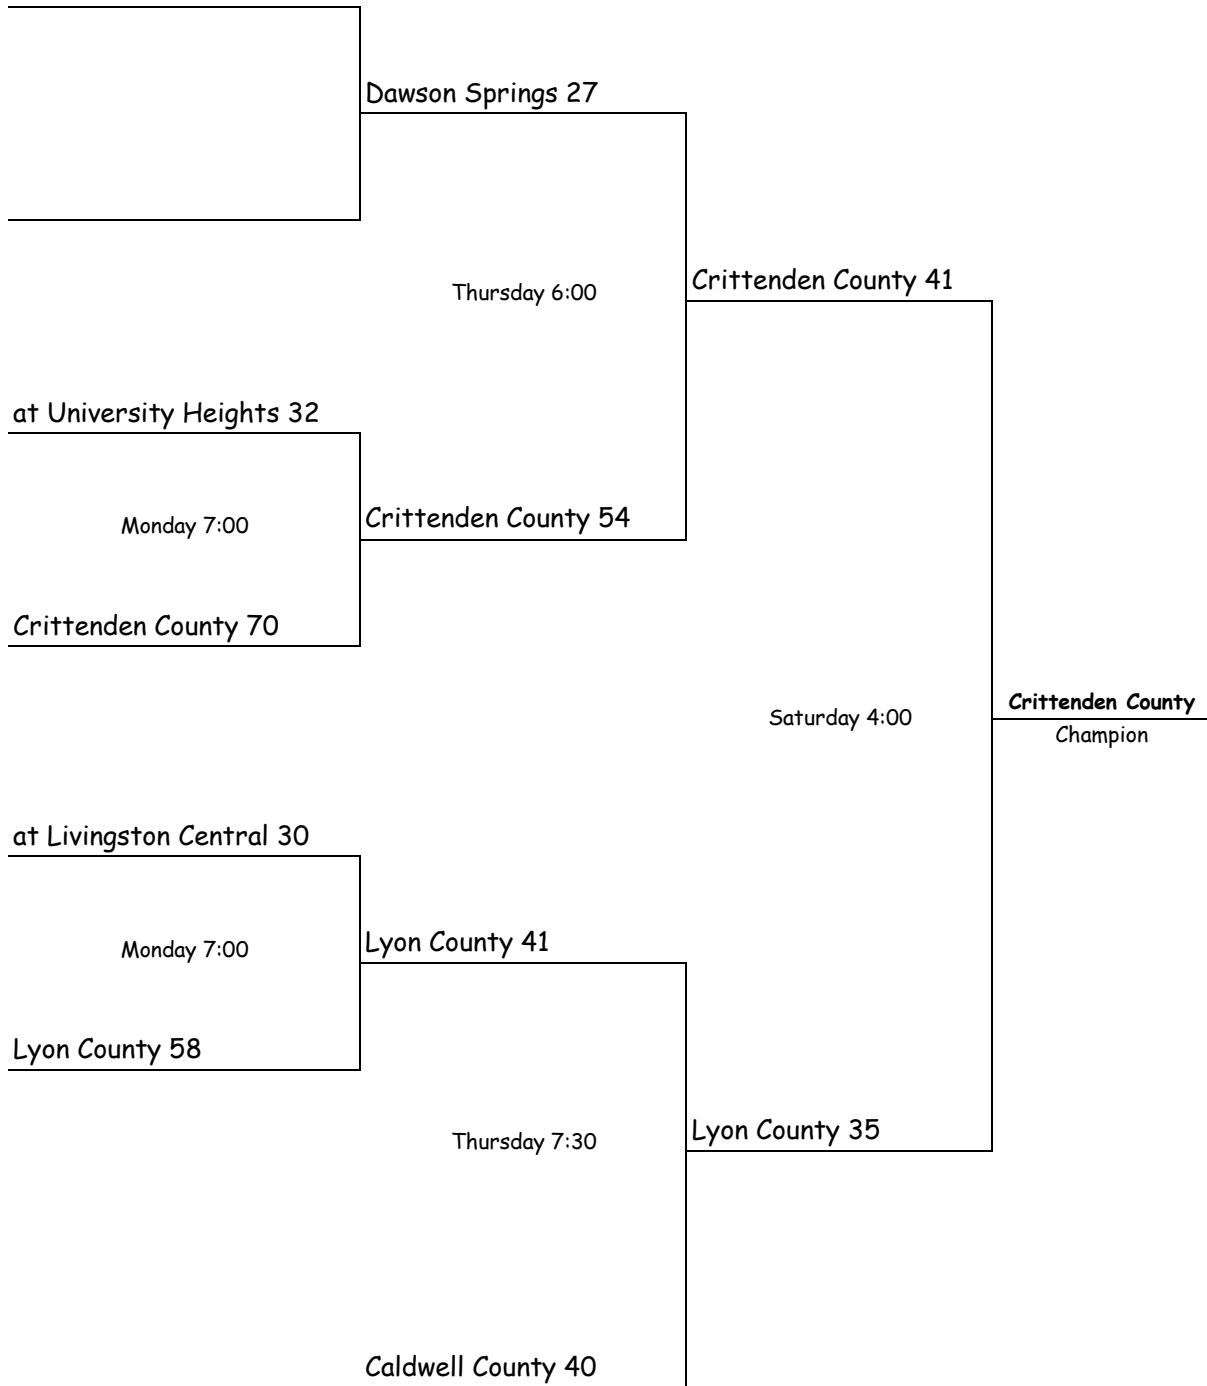 Dawson Springs 27
Thursday 6:00
Crittenden County 41
at University Heights 32
Monday 7:00
Crittenden County 54
Crittenden County 70
Saturday 4:00
Crittenden County
Champion
at Livingston Central 30
Monday 7:00
Lyon County 41
Lyon County 58
Thursday 7:30
Lyon County 35
Caldwell County 40